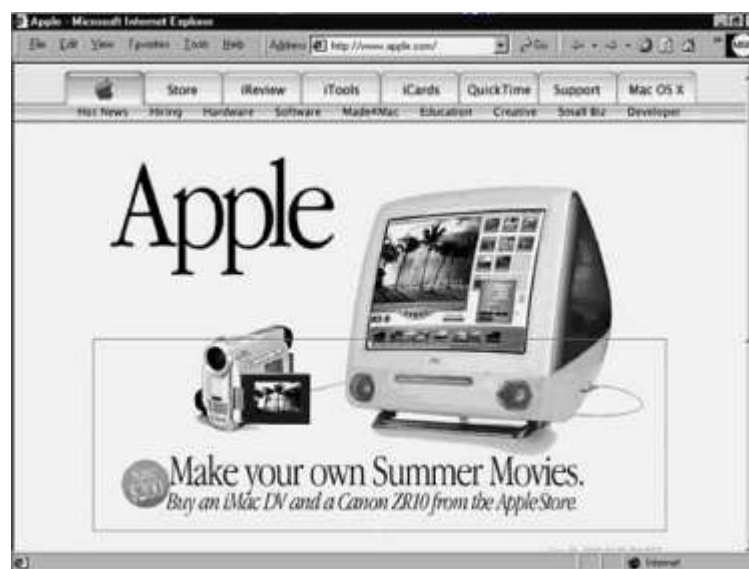 Apple - Microsoft Internet Explorer
File Edit View Favorites Tools Help Address http://www.apple.com/ Go
Store iReview iTools iCards QuickTime Support Mac OS X
Hot News Hiring Hardware Software Made4Mac Education Creative Small Biz Developer
Apple
Make your own Summer Movies.
Buy an iMac DV and a Canon ZR10 from the Apple Store
Internet